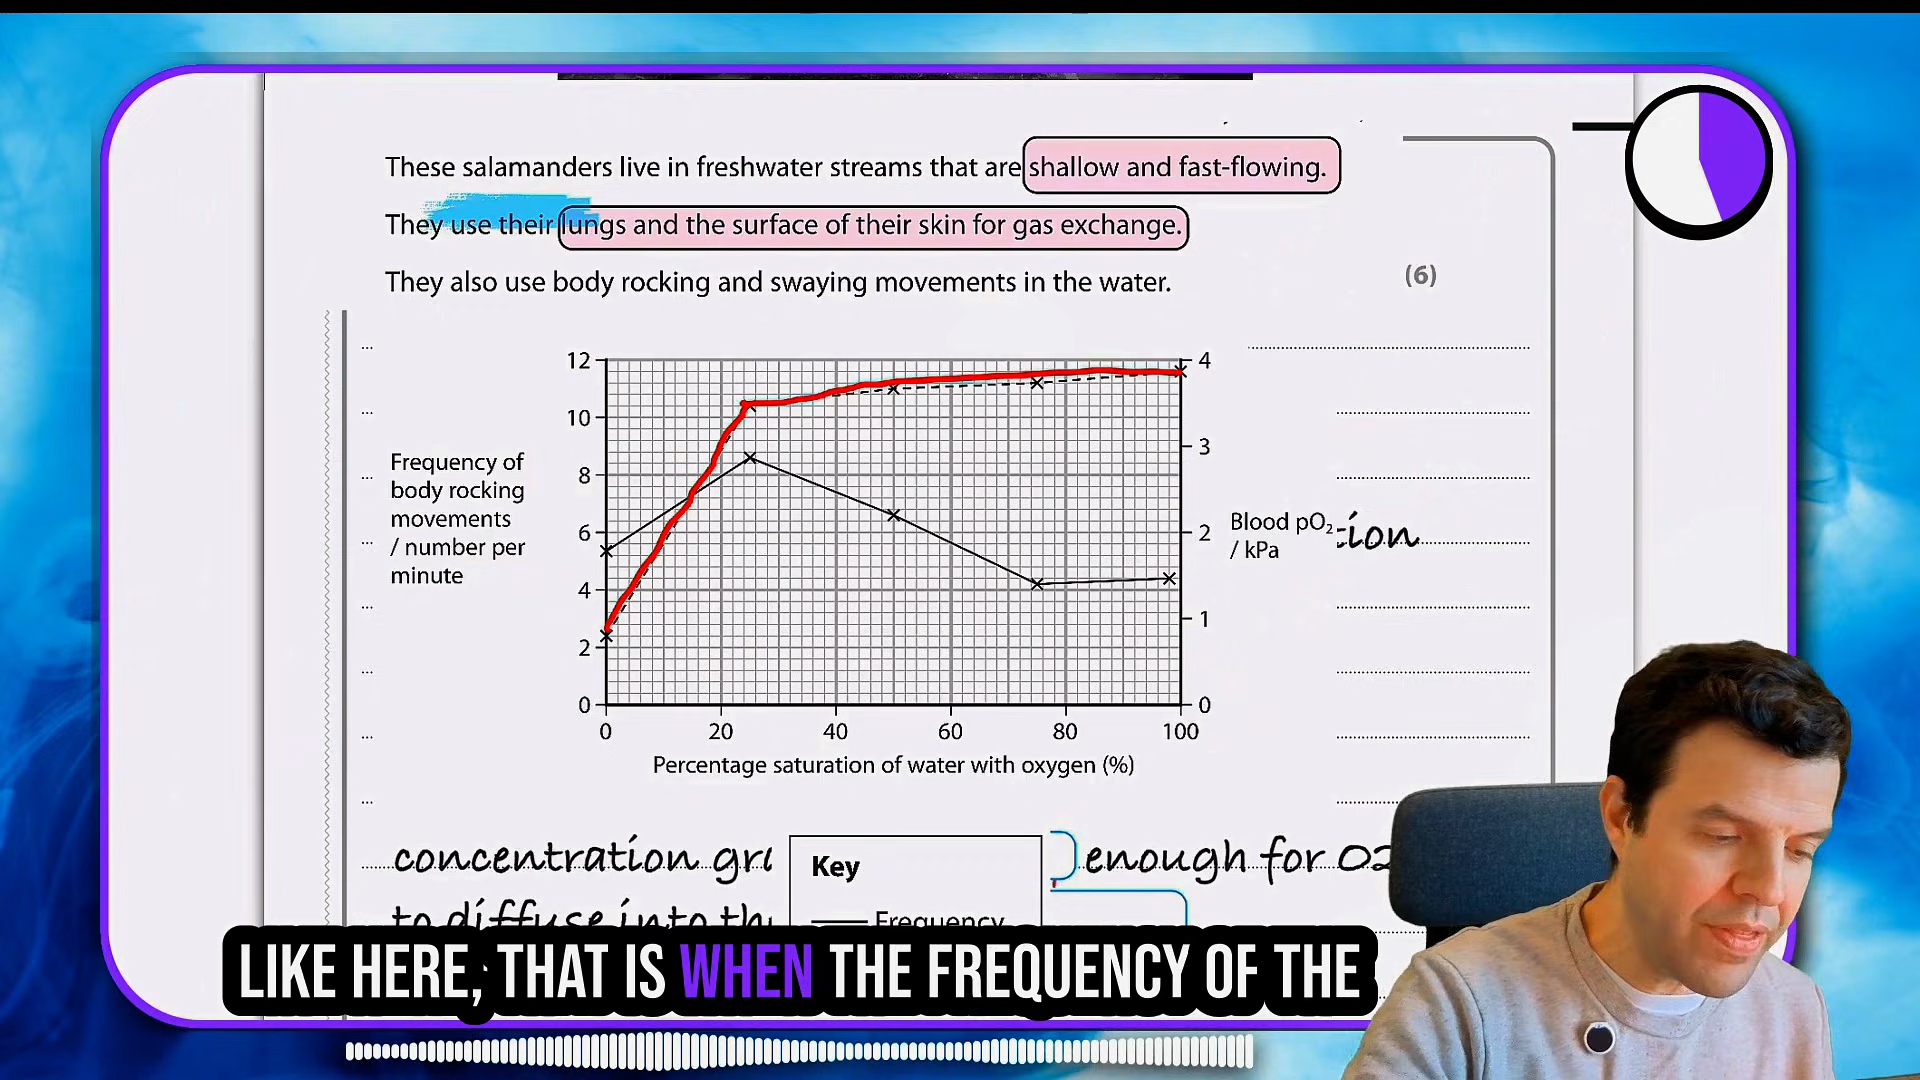 These salamanders live in freshwater streams that are shallow and fast-flowing.
They use their lungs and the surface of their skin for gas exchange.
They also use body rocking and swaying movements in the water.
(6)
12
10
8
6
4
2
0
Frequency of
body rocking
movements
/ number per
minute
4
3
2
1
0
Blood pO2
/ kPa
0 20 40 60 80 100
Percentage saturation of water with oxygen (%)
concentration
enough for O2
Key
to diffuse into
Frequency
LIKE HERE, THAT IS WHEN THE FREQUENCY OF THE